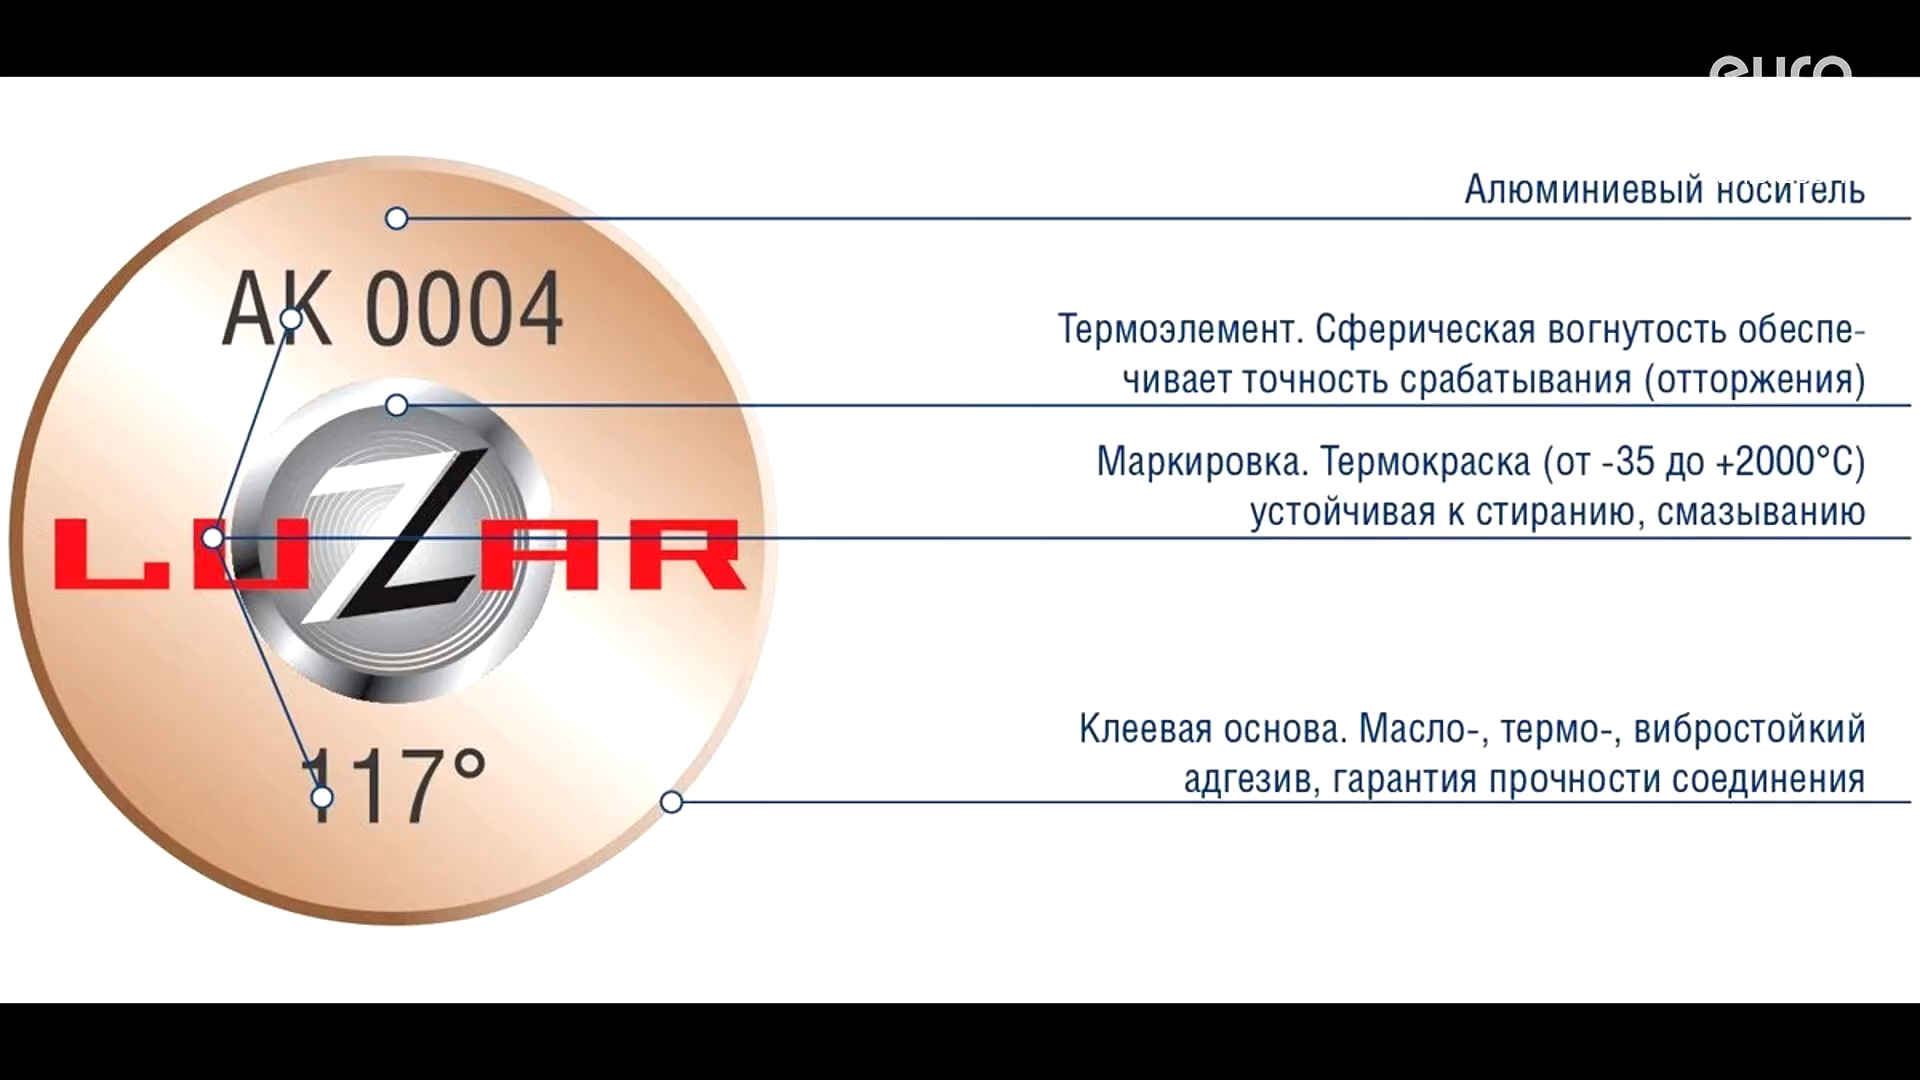 euro
Алюминиевый носитель
АК 0004
Термоэлемент. Сферическая вогнутость обеспе-
чивает точность срабатывания (отторжения)
Маркировка. Термокраска (от -35 до +2000°С)
устойчивая к стиранию, смазыванию
LUZAR
Клеевая основа. Масло-, термо-, вибростойкий
адгезив, гарантия прочности соединения
117°